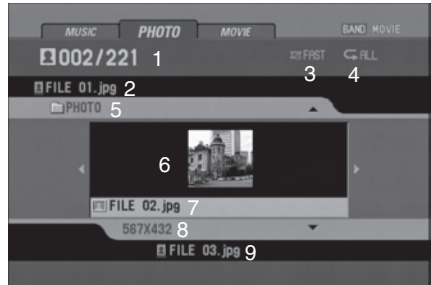 MUSIC PHOTO MOVIE BAND MOVIE
002/221 1 FAST ALL
3 4
FILE 01.jpg 2
PHOTO 5
6
FILE 02.jpg 7
567X432 8
FILE 03.jpg 9